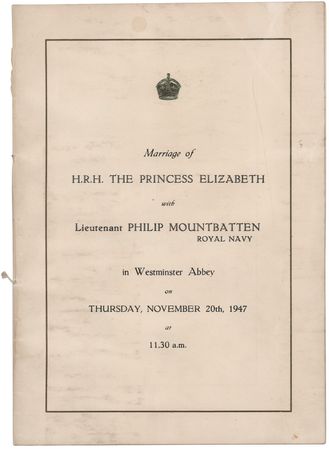 Marriage of
H.R.H. THE PRINCESS ELIZABETH
with
Lieutenant PHILIP MOUNTBATTEN
ROYAL NAVY
in Westminster Abbey
on
THURSDAY, NOVEMBER 20th, 1947
at
11.30 a.m.